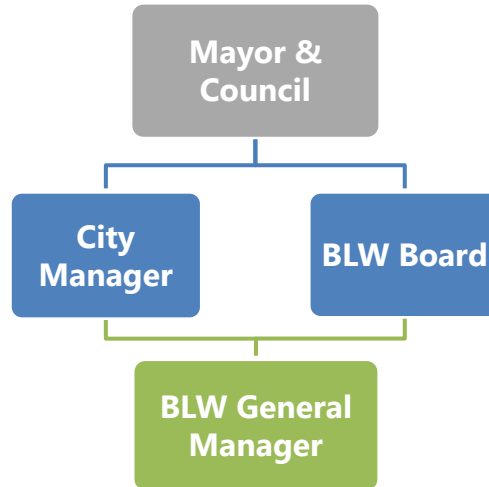 Mayor &
Council
City
Manager
BLW Board
BLW General
Manager